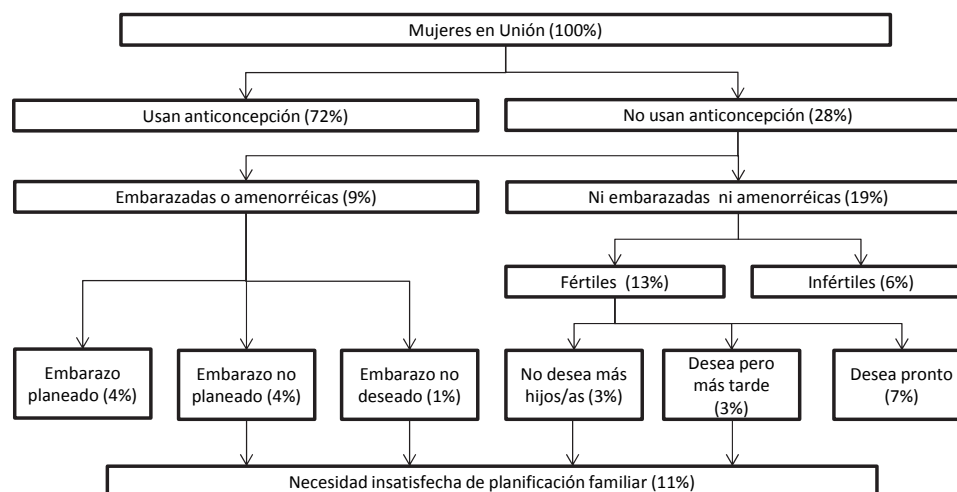 Mujeres en Unión (100%)
Usan anticoncepción (72%)
No usan anticoncepción (28%)
Embarazadas o amenorréicas (9%)
Ni embarazadas ni amenorréicas (19%)
Fértiles (13%)
Infértiles (6%)
Embarazo
planeado (4%)
Embarazo no
planeado (4%)
Embarazo no
deseado (1%)
No desea más
hijos/as (3%)
Desea pero
más tarde
(3%)
Desea pronto
(7%)
Necesidad insatisfecha de planificación familiar (11%)